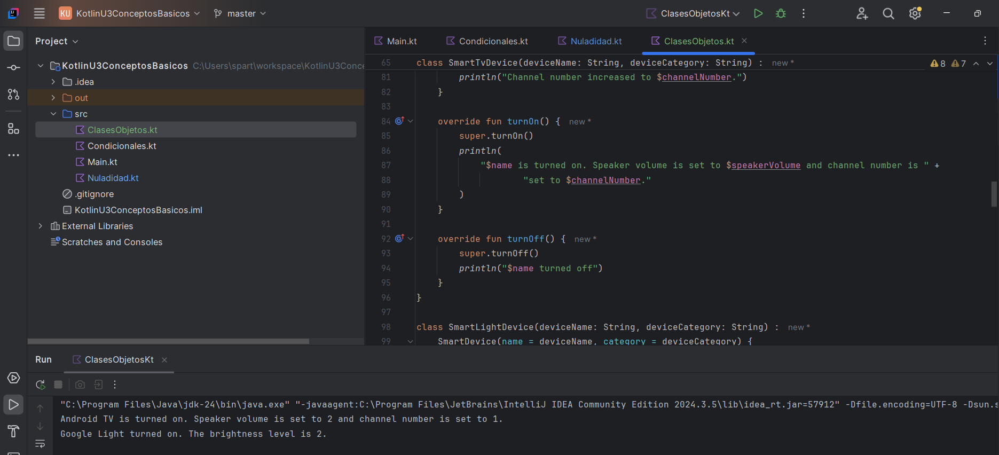 KU KotlinU3ConceptosBasicos master ClasesObjetosKt
Project
KotlinU3ConceptosBasicos C:\Users\spart\workspace\KotlinU3Conce
.idea
out
src
ClasesObjetos.kt
Condicionales.kt
Main.kt
Nuladidad.kt
.gitignore
KotlinU3ConceptosBasicos.iml
External Libraries
Scratches and Consoles
Main.kt Condicionales.kt Nuladidad.kt ClasesObjetos.kt
65 class SmartTvDevice(deviceName: String, deviceCategory: String) : new * 8 7
81 println("Channel number increased to $channelNumber.")
82 }
83
84 override fun turnOn() { new *
85 super.turnOn()
86 println(
87 "$name is turned on. Speaker volume is set to $speakerVolume and channel number is " +
88 "set to $channelNumber."
89 )
90 }
91
92 override fun turnOff() { new *
93 super.turnOff()
94 println("$name turned off")
95 }
96 }
97
98 class SmartLightDevice(deviceName: String, deviceCategory: String) : new *
99 SmartDevice(name = deviceName, category = deviceCategory) {
Run ClasesObjetosKt
"C:\Program Files\Java\jdk-24\bin\java.exe" "-javaagent:C:\Program Files\JetBrains\IntelliJ IDEA Community Edition 2024.3.5\lib\idea_rt.jar=57912" -Dfile.encoding=UTF-8 -Dsun.s
Android TV is turned on. Speaker volume is set to 2 and channel number is set to 1.
Google Light turned on. The brightness level is 2.